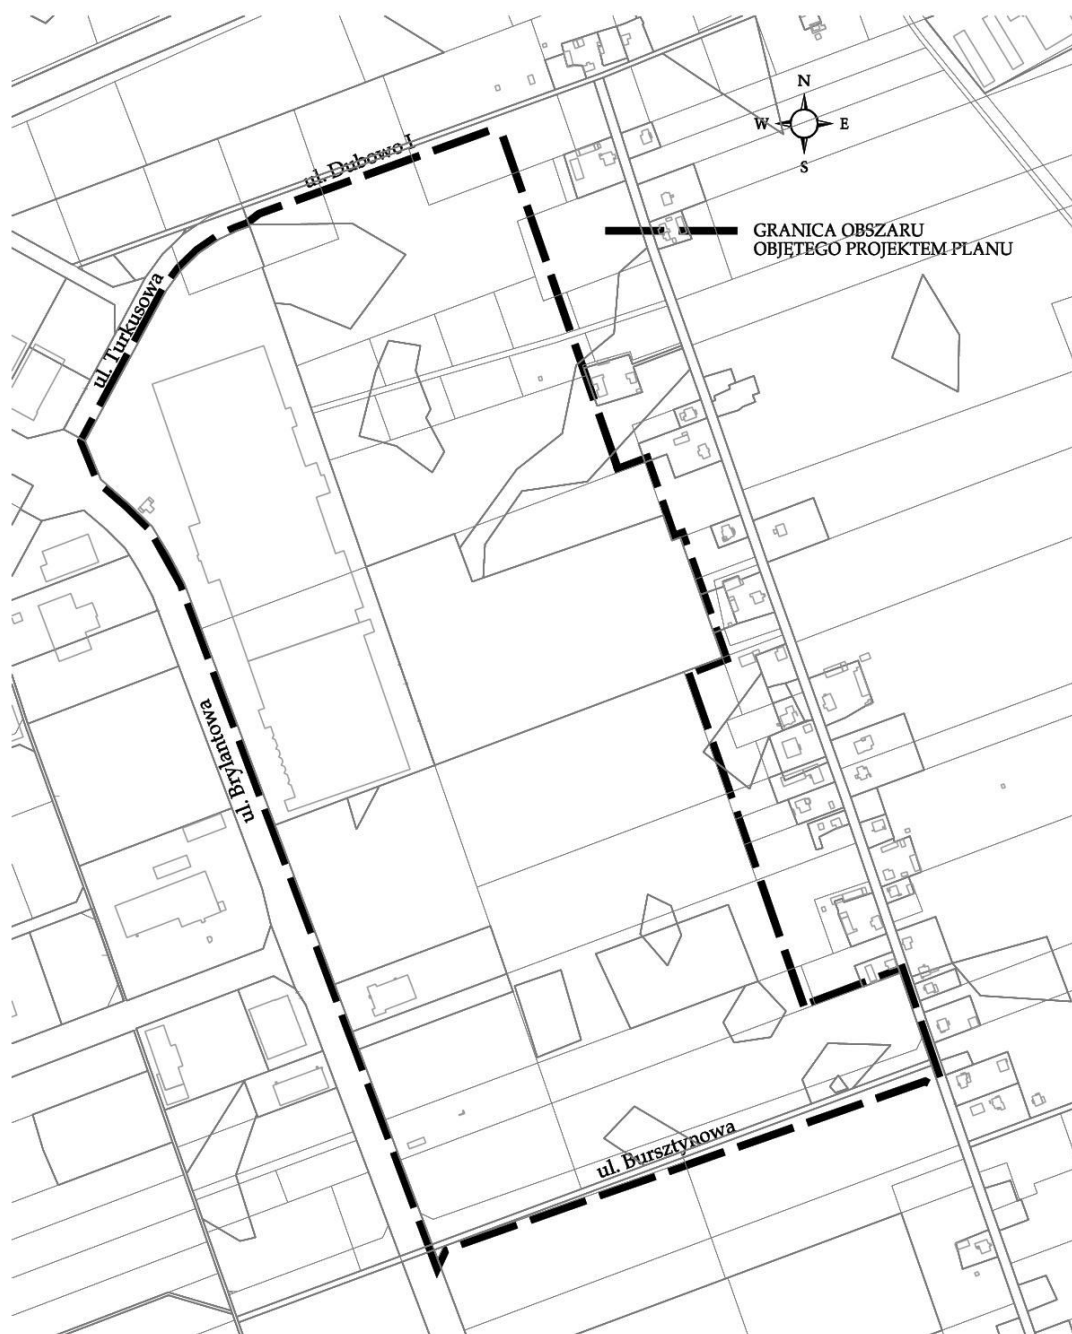 N
W E
S
ul. Dubowo I
GRANICA OBSZARU
OBJĘTEGO PROJEKTEM PLANU
ul. Turkusowa
ul. Brylantowa
ul. Bursztynowa